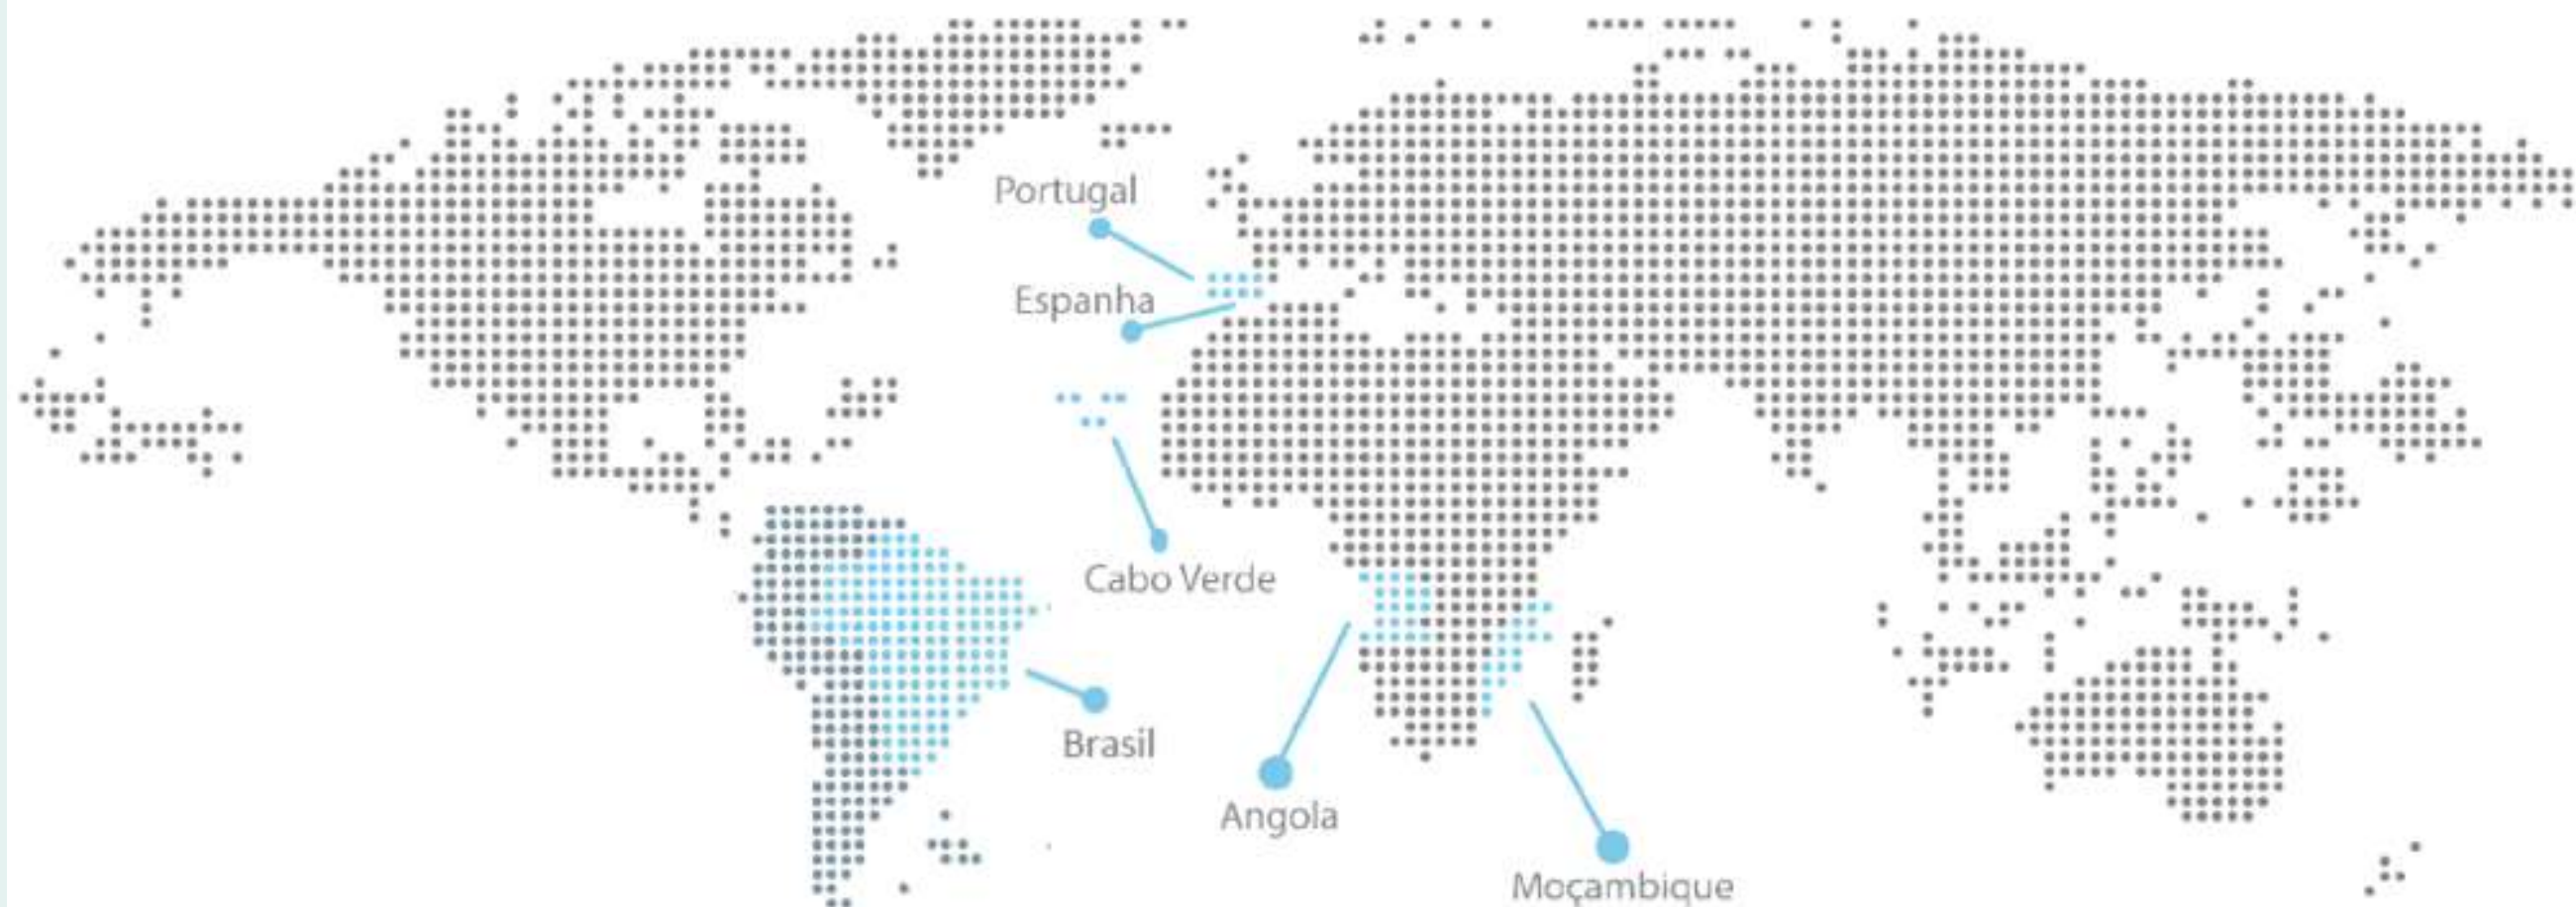 Portugal
Espanha
Cabo Verde
Brasil
Angola
Moçambique